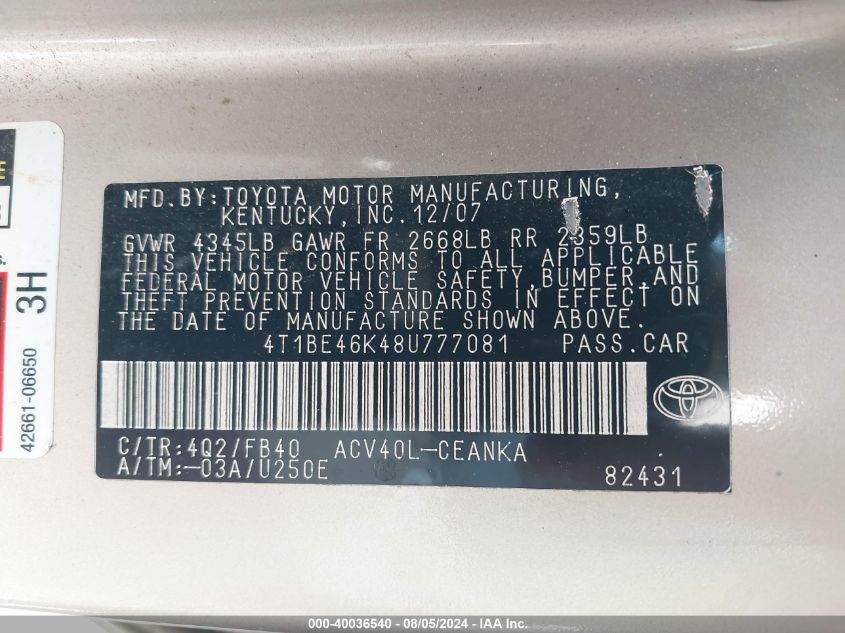 MFD. BY: TOYOTA MOTOR MANUFACTURING,
KENTUCKY, INC. 12/07
GVWR 4345LB GAWR FR 2668LB RR 2359LB
THIS VEHICLE CONFORMS TO ALL APPLICABLE
FEDERAL MOTOR VEHICLE SAFETY, BUMPER, AND
THEFT PREVENTION STANDARDS IN EFFECT ON
THE DATE OF MANUFACTURE SHOWN ABOVE.
4T1BE46K48U777081 PASS. CAR
C/TR: 4Q2/FB40 ACV40L-CEANKA
A/TM: -03A/U250E 82431
3H
42661-06650
000-40036540 - 08/05/2024 - IAA Inc.